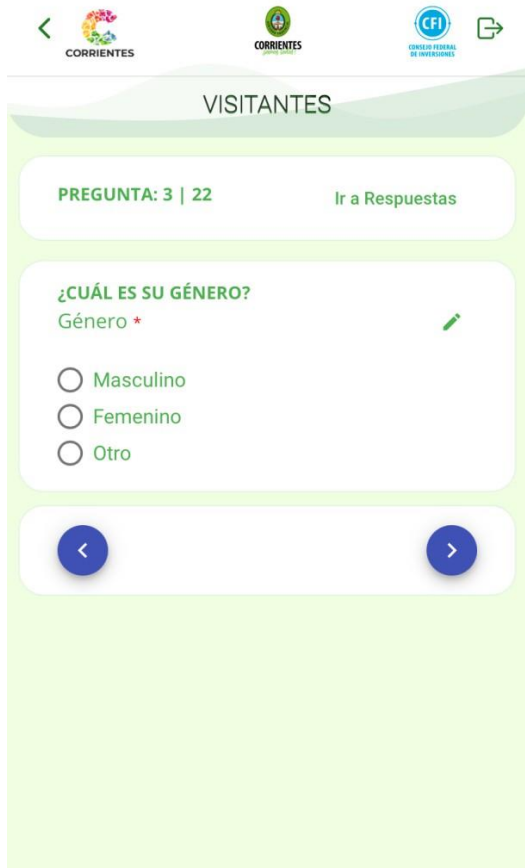 CORRIENTES
CORRIENTES
CFI
CONSEJO FEDERAL
DE INVERSIONES
VISITANTES
PREGUNTA: 3 | 22
Ir a Respuestas
¿CUÁL ES SU GÉNERO?
Género *
Masculino
Femenino
Otro